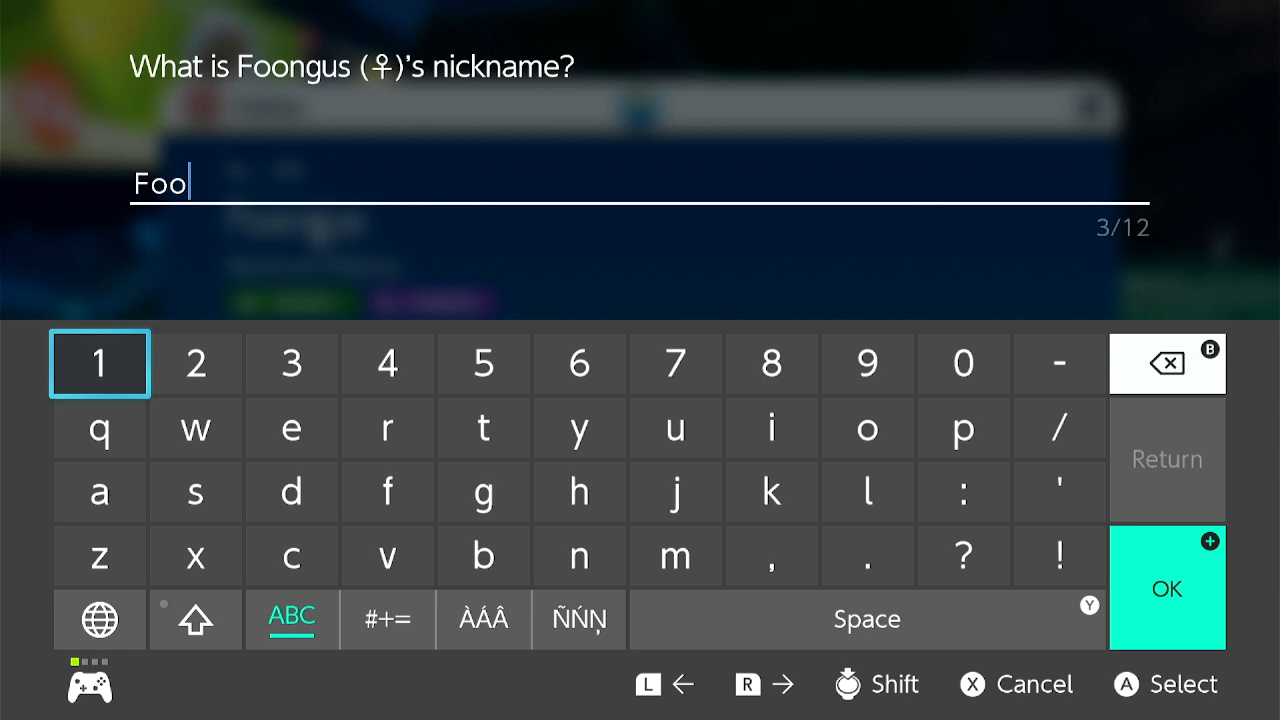 What is Foongus (♀)'s nickname?
Foo
3/12
1 2 3 4 5 6 7 8 9 0 - B
q w e r t y u i o p /
Return
a s d f g h j k l : '
z x c v b n m , . ? ! +
OK
ABC #+= ÀÁÂ ÑŃŅ Space Y
L ← R → Shift X Cancel A Select